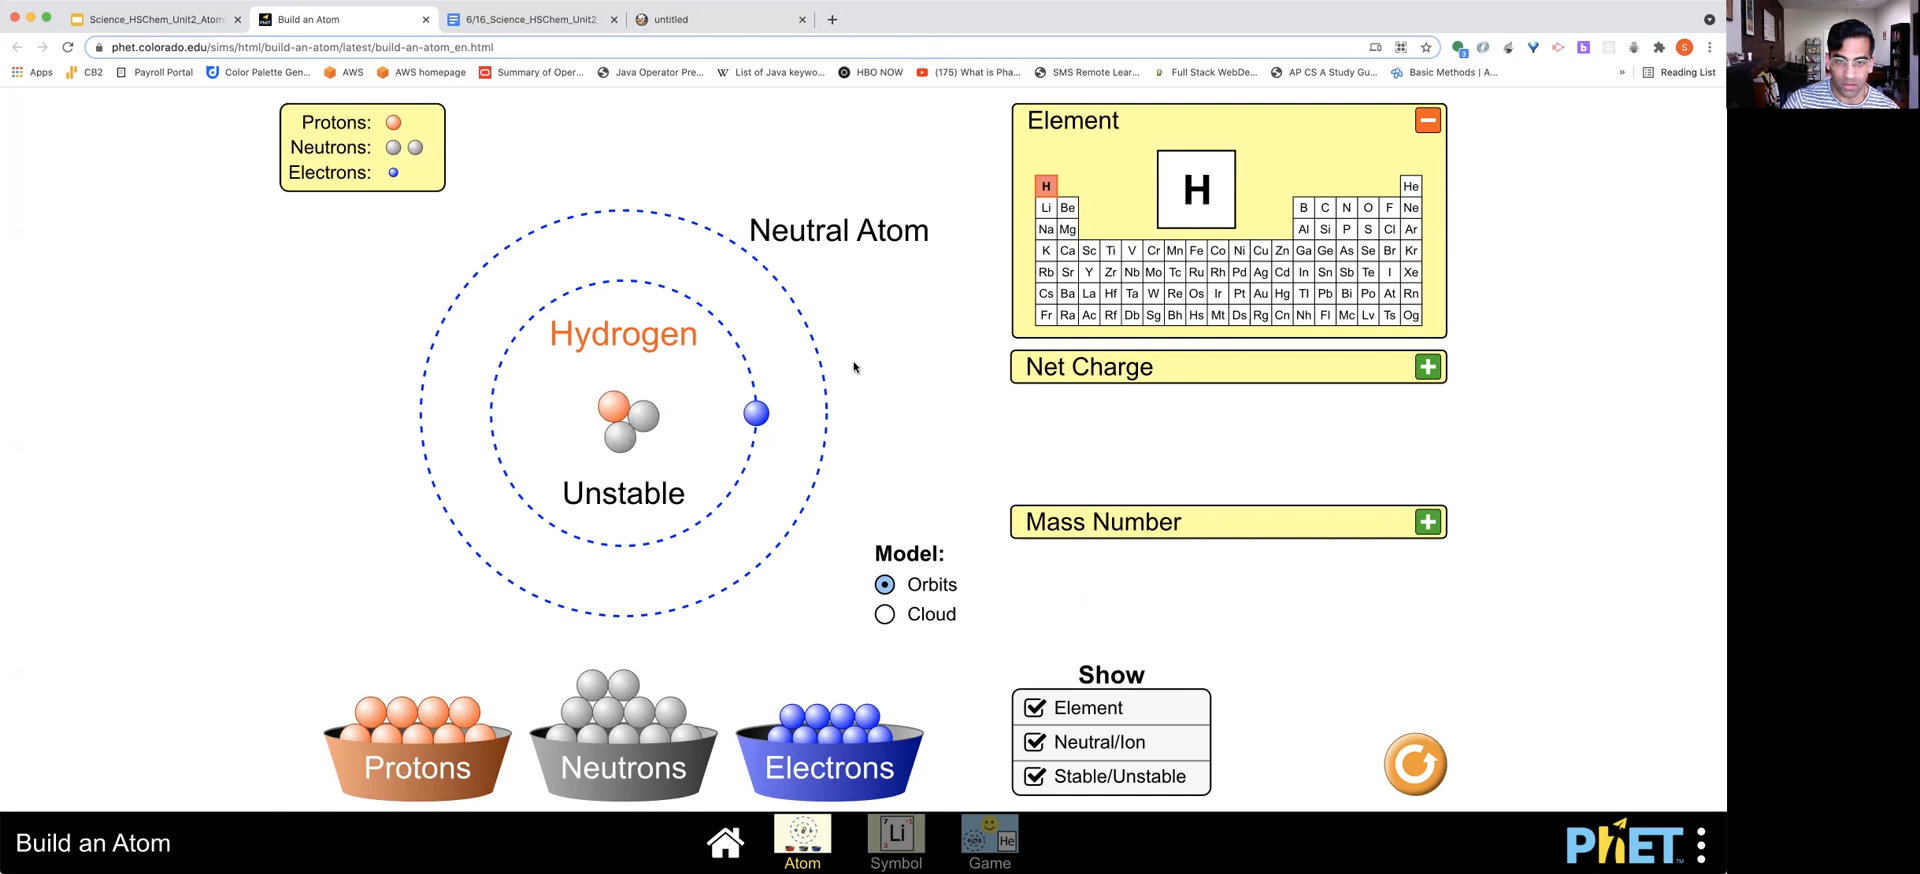 Science_HSChem_Unit2_Atom
Build an Atom
6/16_Science_HSChem_Unit2_
untitled
phet.colorado.edu/sims/html/build-an-atom/latest/build-an-atom_en.html
3
b
S
Apps
CB2
Payroll Portal
Color Palette Gen...
AWS
AWS homepage
Summary of Oper...
Java Operator Pre...
List of Java keywo...
HBO NOW
(175) What is Pha...
SMS Remote Lear...
Full Stack WebDe...
AP CS A Study Gu...
Basic Methods | A...
»
Reading List
Protons:
Neutrons:
Electrons:
Neutral Atom
Hydrogen
Unstable
Element
H
H He
Li Be B C N O F Ne
Na Mg Al Si P S Cl Ar
K Ca Sc Ti V Cr Mn Fe Co Ni Cu Zn Ga Ge As Se Br Kr
Rb Sr Y Zr Nb Mo Tc Ru Rh Pd Ag Cd In Sn Sb Te I Xe
Cs Ba La Hf Ta W Re Os Ir Pt Au Hg Tl Pb Bi Po At Rn
Fr Ra Ac Rf Db Sg Bh Hs Mt Ds Rg Cn Nh Fl Mc Lv Ts Og
Net Charge
Mass Number
Model:
Orbits
Cloud
Show
Element
Neutral/Ion
Stable/Unstable
Protons
Neutrons
Electrons
Build an Atom
Atom
7 +1
Li
3
Symbol
He
Game
PhET